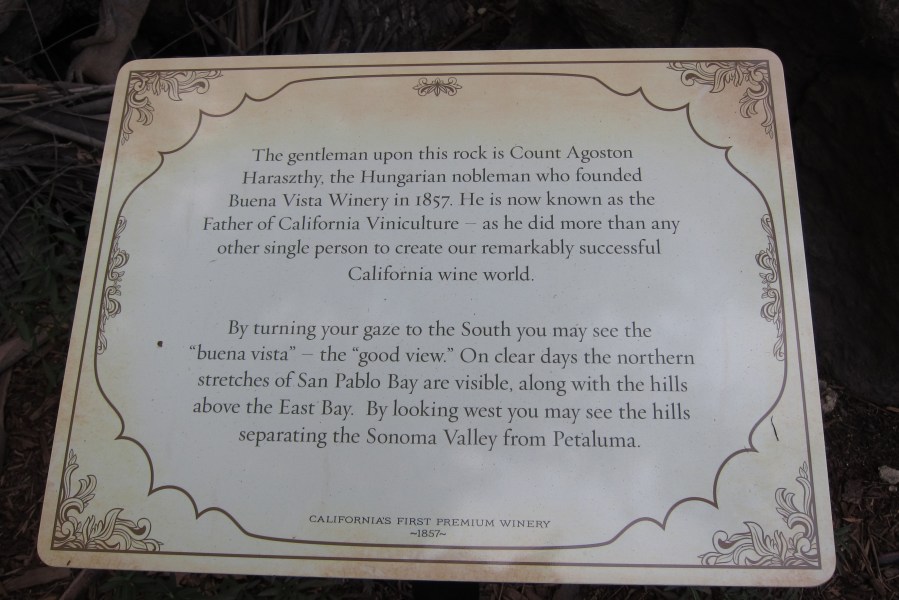 The gentleman upon this rock is Count Agoston
Haraszthy, the Hungarian nobleman who founded
Buena Vista Winery in 1857. He is now known as the
Father of California Viniculture – as he did more than any
other single person to create our remarkably successful
California wine world.
By turning your gaze to the South you may see the
“buena vista” – the “good view.” On clear days the northern
stretches of San Pablo Bay are visible, along with the hills
above the East Bay. By looking west you may see the hills
separating the Sonoma Valley from Petaluma.
CALIFORNIA'S FIRST PREMIUM WINERY
~1857~